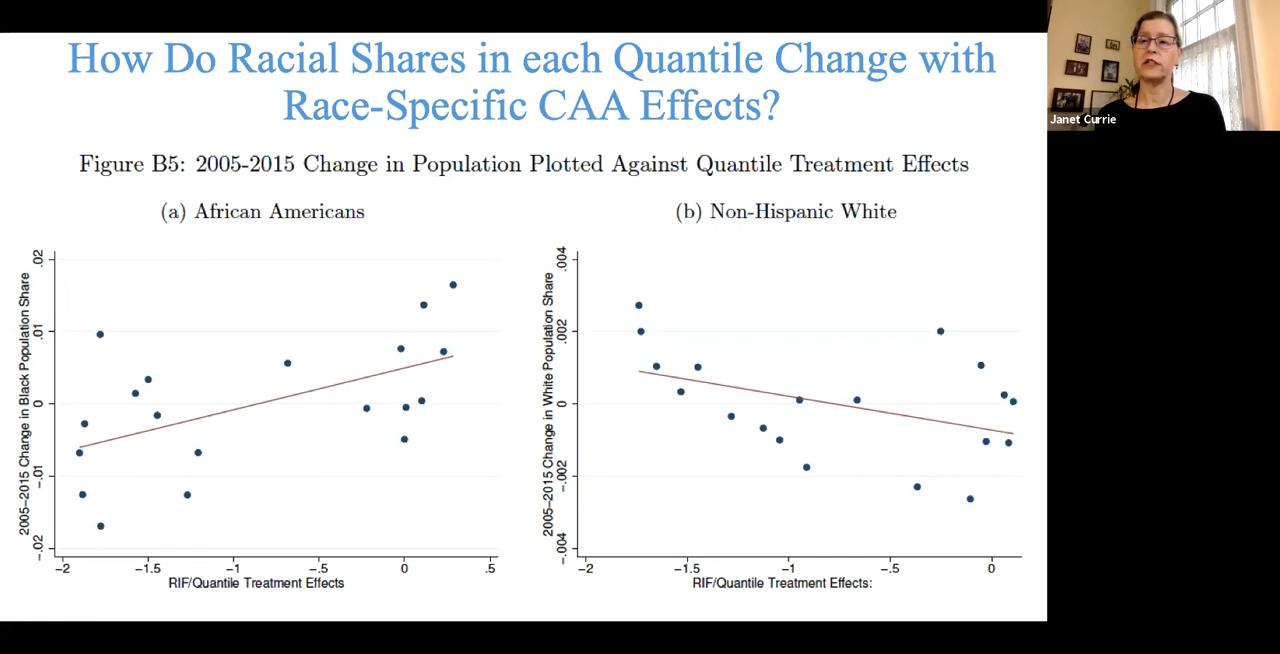 How Do Racial Shares in each Quantile Change with
Race-Specific CAA Effects?
Janet Currie
Figure B5: 2005-2015 Change in Population Plotted Against Quantile Treatment Effects
(a) African Americans
(b) Non-Hispanic White
2005–2015 Change in Black Population Share
.02
.01
0
-.01
-.02
-2
-1.5
-1
-.5
0
.5
RIF/Quantile Treatment Effects
2005–2015 Change in White Population Share
.004
.002
0
-.002
-.004
-2
-1.5
-1
-.5
0
RIF/Quantile Treatment Effects: